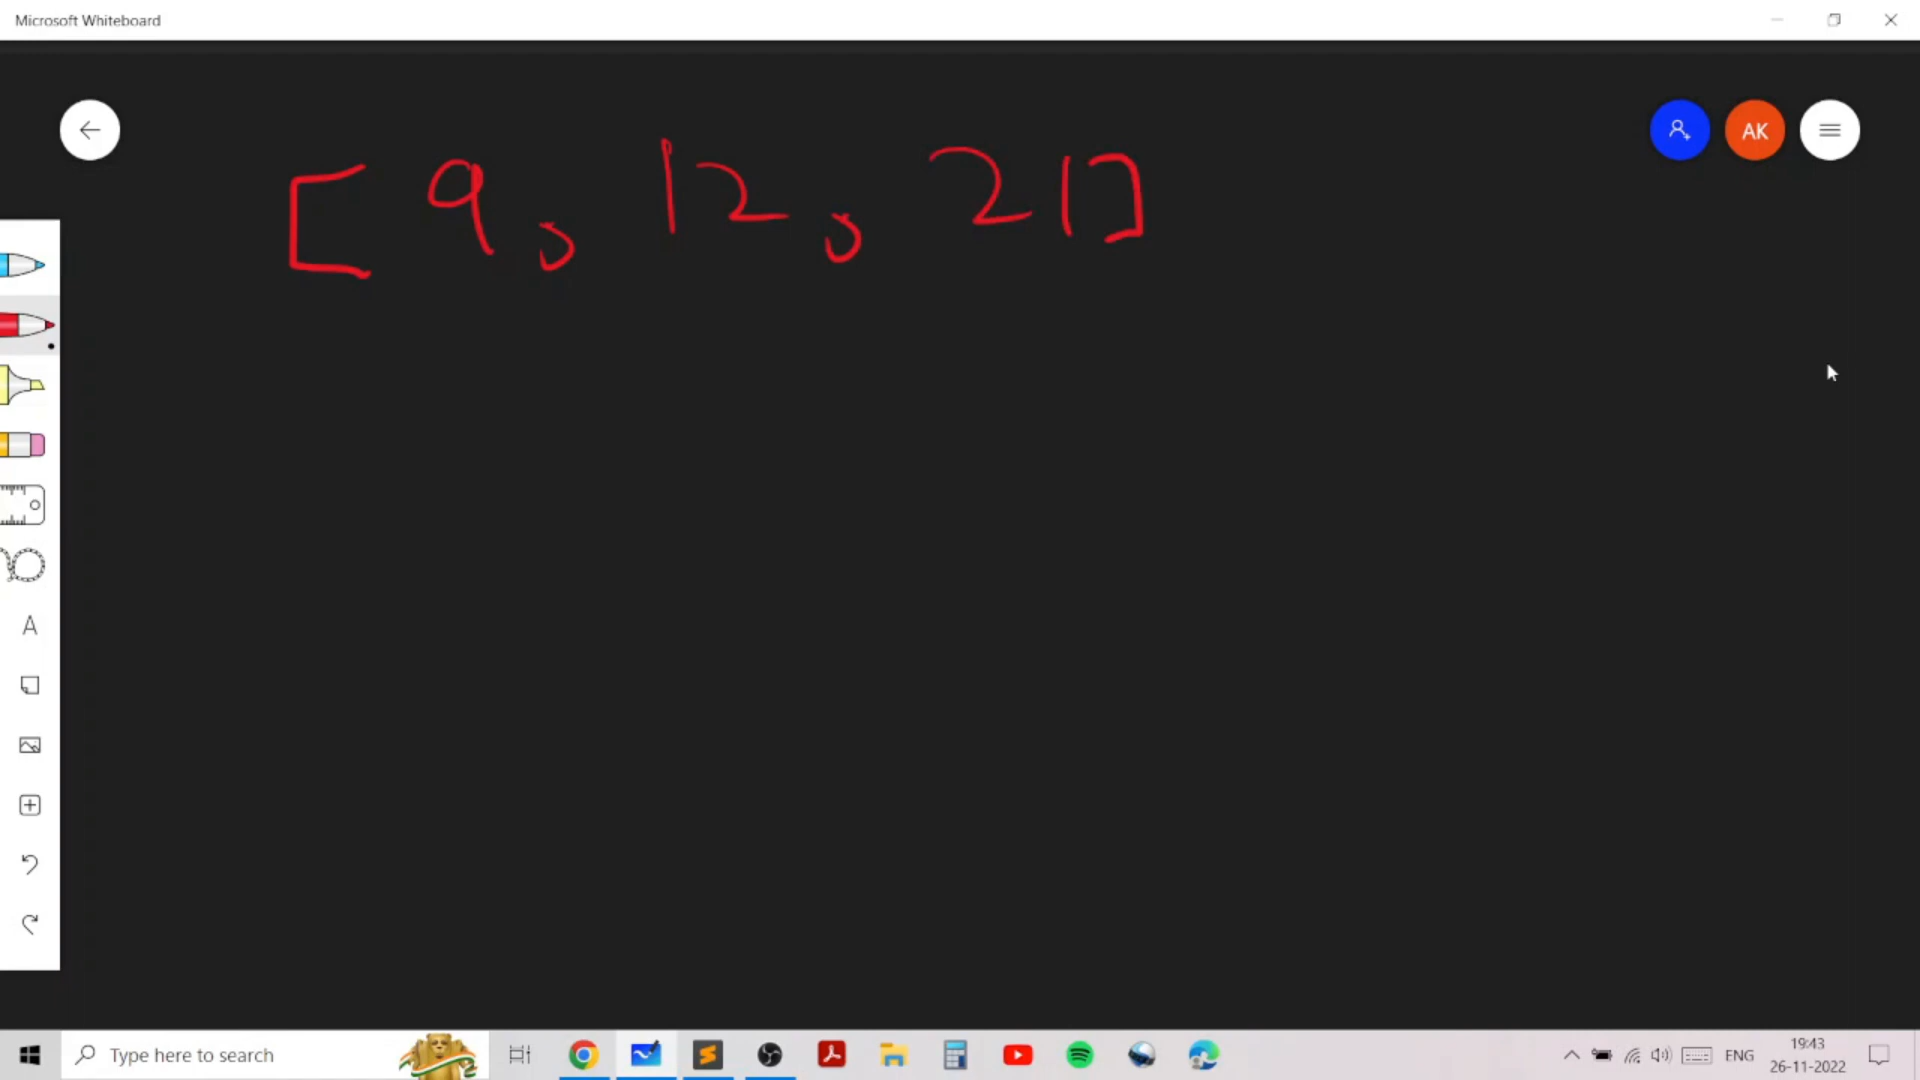 Microsoft Whiteboard
AK
[ 9, 12, 21]
A
Type here to search
ENG
19:43
26-11-2022